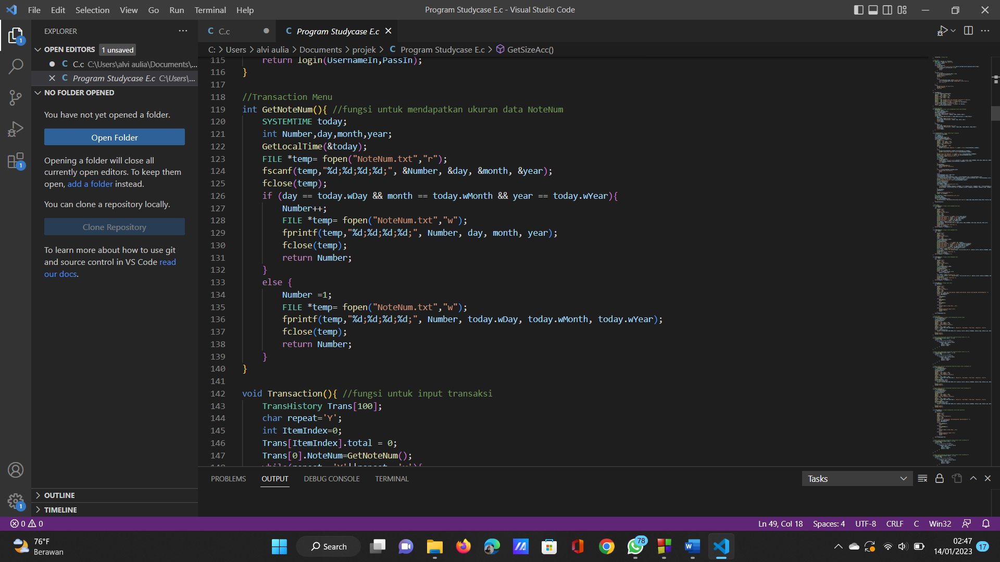 File Edit Selection View Go Run Terminal Help
Program Studycase E.c - Visual Studio Code
EXPLORER
OPEN EDITORS 1 unsaved
C C.c C:\Users\alvi aulia\Documents\...
C Program Studycase E.c C:\Users\...
NO FOLDER OPENED
You have not yet opened a folder.
Open Folder
Opening a folder will close all
currently open editors. To keep them
open, add a folder instead.
You can clone a repository locally.
Clone Repository
To learn more about how to use git
and source control in VS Code read
our docs.
OUTLINE
TIMELINE
1
1
1
C C.c
C Program Studycase E.c
C: > Users > alvi aulia > Documents > projek > C Program Studycase E.c > GetSizeAcc()
115 return login(UsernameIn,PassIn);
116 }
117
118 //Transaction Menu
119 int GetNoteNum(){ //fungsi untuk mendapatkan ukuran data NoteNum
120 SYSTEMTIME today;
121 int Number,day,month,year;
122 GetLocalTime(&today);
123 FILE *temp= fopen("NoteNum.txt","r");
124 fscanf(temp,"%d;%d;%d;%d;", &Number, &day, &month, &year);
125 fclose(temp);
126 if (day == today.wDay && month == today.wMonth && year == today.wYear){
127 Number++;
128 FILE *temp= fopen("NoteNum.txt","w");
129 fprintf(temp,"%d;%d;%d;%d;", Number, day, month, year);
130 fclose(temp);
131 return Number;
132 }
133 else {
134 Number =1;
135 FILE *temp= fopen("NoteNum.txt","w");
136 fprintf(temp,"%d;%d;%d;%d;", Number, today.wDay, today.wMonth, today.wYear);
137 fclose(temp);
138 return Number;
139 }
140 }
141
142 void Transaction(){ //fungsi untuk input transaksi
143 TransHistory Trans[100];
144 char repeat='Y';
145 int ItemIndex=0;
146 Trans[ItemIndex].total = 0;
147 Trans[0].NoteNum=GetNoteNum();
PROBLEMS OUTPUT DEBUG CONSOLE TERMINAL
Tasks
0 0
Ln 49, Col 18 Spaces: 4 UTF-8 CRLF C Win32
76°F
Berawan
Search
78
02:47
14/01/2023
17